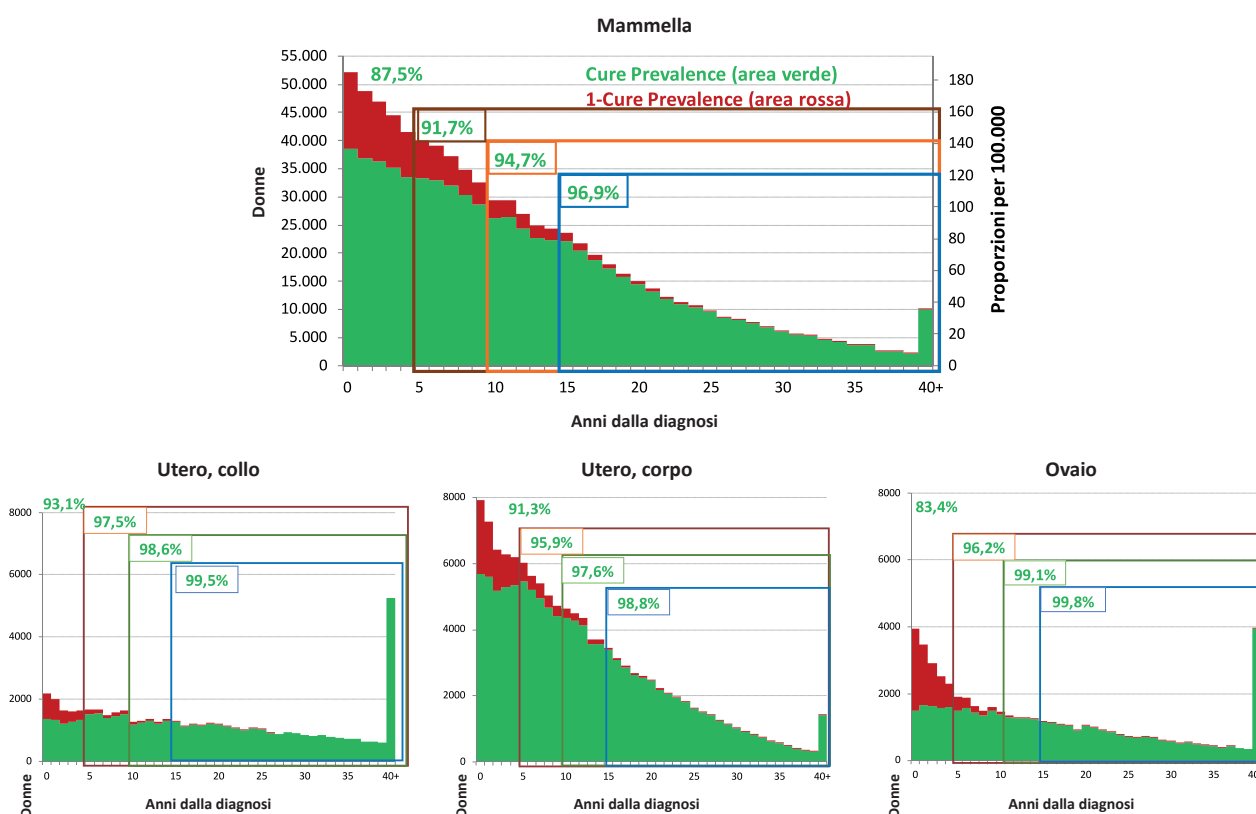 Mammella
55.000
50.000
45.000
40.000
35.000
30.000
25.000
20.000
15.000
10.000
5.000
0
Donne
87,5%
Cure Prevalence (area verde)
1-Cure Prevalence (area rossa)
91,7%
94,7%
96,9%
180
160
140
120
100
80
60
40
20
0
Proporzioni per 100.000
0 5 10 15 20 25 30 35 40+
Anni dalla diagnosi
Utero, collo
93,1%
97,5%
98,6%
99,5%
8000
6000
4000
2000
0
Donne
0 5 10 15 20 25 30 35 40+
Anni dalla diagnosi
Utero, corpo
91,3%
95,9%
97,6%
98,8%
8000
6000
4000
2000
0
Donne
0 5 10 15 20 25 30 35 40+
Anni dalla diagnosi
Ovaio
83,4%
96,2%
99,1%
99,8%
8000
6000
4000
2000
0
Donne
0 5 10 15 20 25 30 35 40
Anni dalla diagnosi